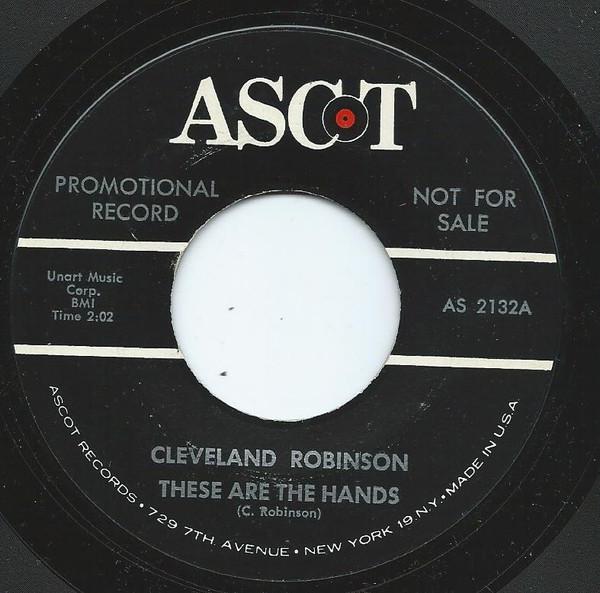 ASCOT
PROMOTIONAL
RECORD
NOT FOR
SALE
Unart Music
Corp.
BMI
Time 2:02
AS 2132A
CLEVELAND ROBINSON
THESE ARE THE HANDS
(C. Robinson)
ASCOT RECORDS • 729 7TH AVENUE • NEW YORK 19, N.Y. • MADE IN U.S.A.